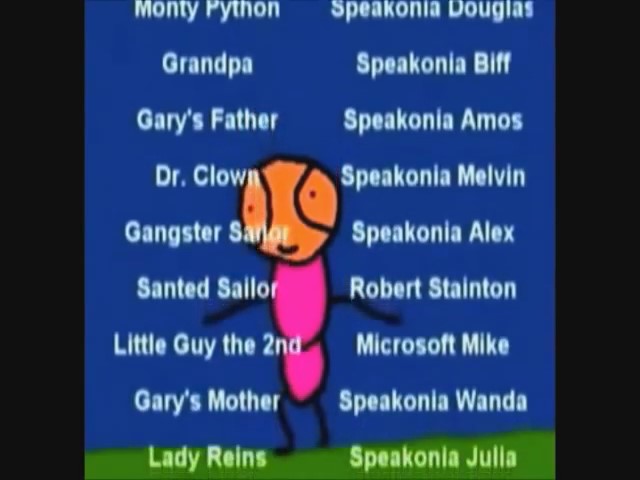 Monty Python Speakonia Douglas
Grandpa Speakonia Biff
Gary's Father Speakonia Amos
Dr. Clown Speakonia Melvin
Gangster Sailor Speakonia Alex
Santed Sailor Robert Stainton
Little Guy the 2nd Microsoft Mike
Gary's Mother Speakonia Wanda
Lady Reins Speakonia Julia